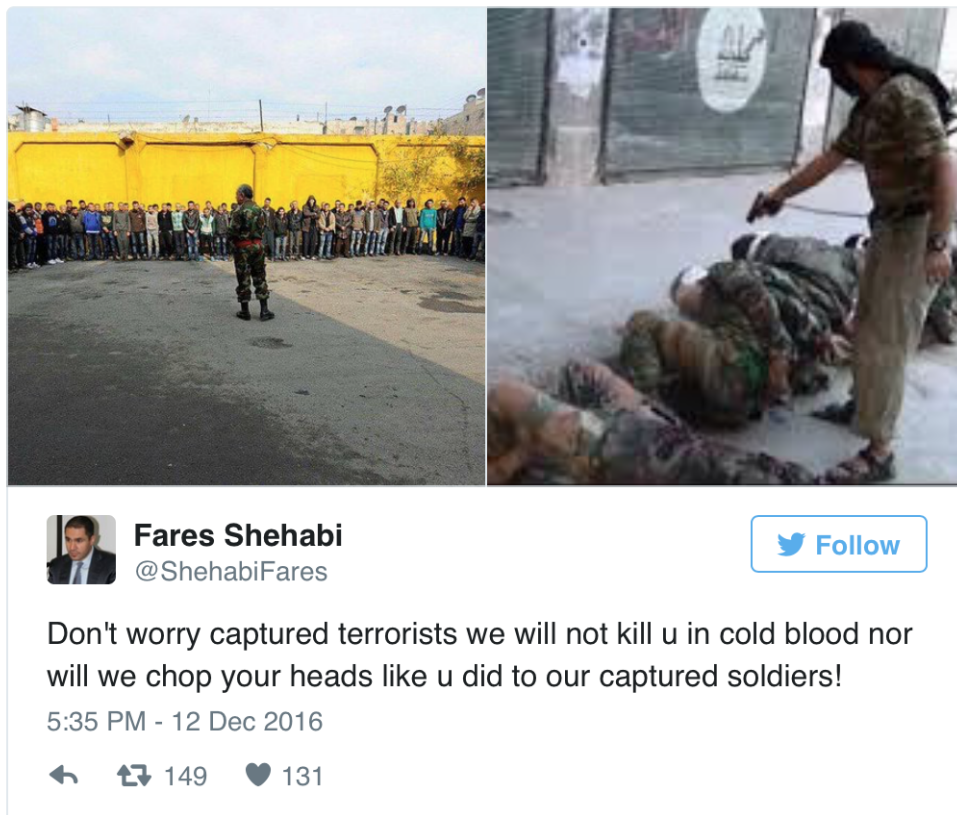 Fares Shehabi
@ShehabiFares
Follow
Don't worry captured terrorists we will not kill u in cold blood nor
will we chop your heads like u did to our captured soldiers!
5:35 PM - 12 Dec 2016
149
131